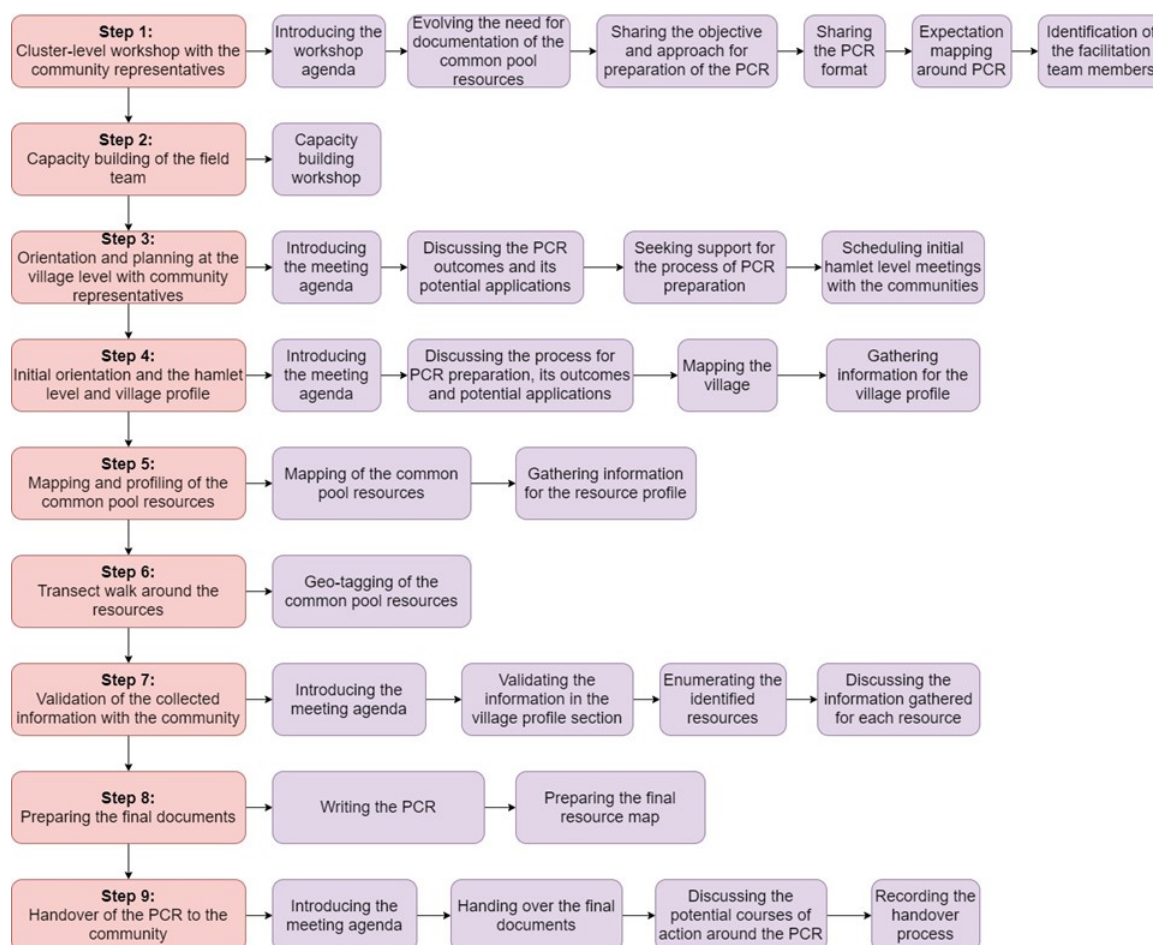 Step 1:
Cluster-level workshop with the
community representatives
Introducing the
workshop
agenda
Evolving the need for
documentation of the
common pool
resources
Sharing the objective
and approach for
preparation of the PCR
Sharing
the PCR
format
Expectation
mapping
around PCR
Identification of
the facilitation
team members
Step 2:
Capacity building of the field
team
Capacity
building
workshop
Step 3:
Orientation and planning at the
village level with community
representatives
Introducing
the meeting
agenda
Discussing the PCR
outcomes and its
potential applications
Seeking support for
the process of PCR
preparation
Scheduling initial
hamlet level meetings
with the communities
Step 4:
Initial orientation and the hamlet
level and village profile
Introducing
the meeting
agenda
Discussing the process for
PCR preparation, its outcomes
and potential applications
Mapping the
village
Gathering
information for the
village profile
Step 5:
Mapping and profiling of the
common pool resources
Mapping of the common
pool resources
Gathering information
for the resource profile
Step 6:
Transect walk around the
resources
Geo-tagging of the
common pool resources
Step 7:
Validation of the collected
information with the community
Introducing the
meeting agenda
Validating the
information in the
village profile section
Enumerating the
identified
resources
Discussing the
information gathered
for each resource
Step 8:
Preparing the final documents
Writing the PCR
Preparing the final
resource map
Step 9:
Handover of the PCR to the
community
Introducing the
meeting agenda
Handing over the final
documents
Discussing the
potential courses of
action around the PCR
Recording the
handover
process